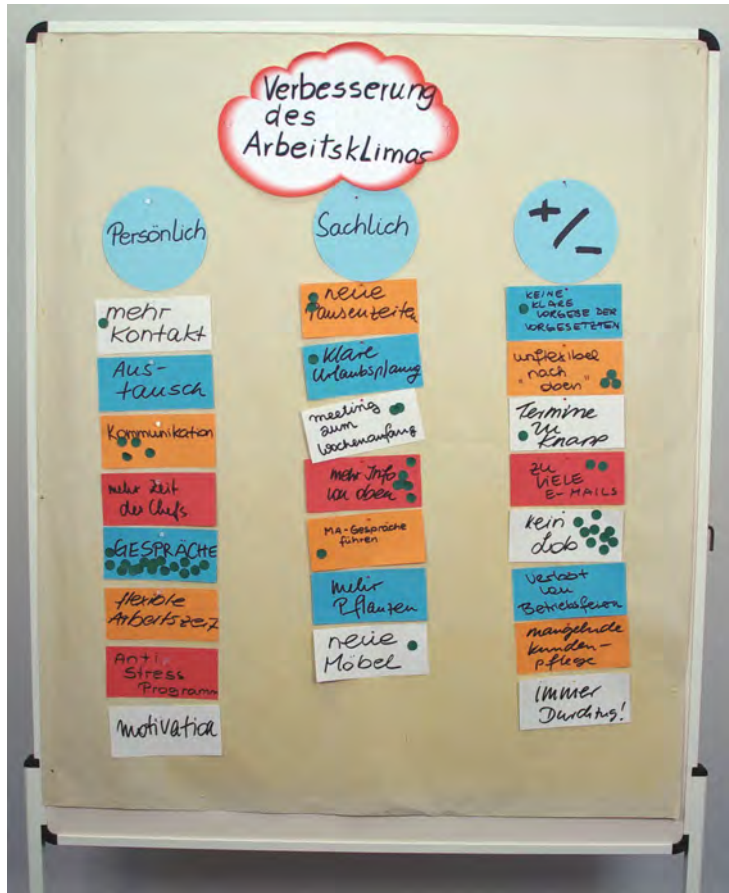 Verbesserung
des
Arbeitsklimas
Persönlich
mehr
Kontakt
Aus-
tausch
Kommunikation
mehr Zeit
des Chefs
GESPRÄCHE
flexible
Arbeitszeit
Anti
Stress
Programm
motivation
Sachlich
neue
Pausenzeiten
klare
Urlaubsplanung
meeting
zum
Wochenanfang
mehr Info
von oben
MA-Gespräche
führen
mehr
Pflanzen
neue
Möbel
+/-
KEINE
KLARE
VORGABE DER
VORGESETZTEN
unflexibel
"nach
oben"
Termine
zu
knapp
ZU
VIELE
E-MAILS
kein
Lob
von
Betriebsferien
mangelnde
Kunden-
pflege
immer
Durchzug!